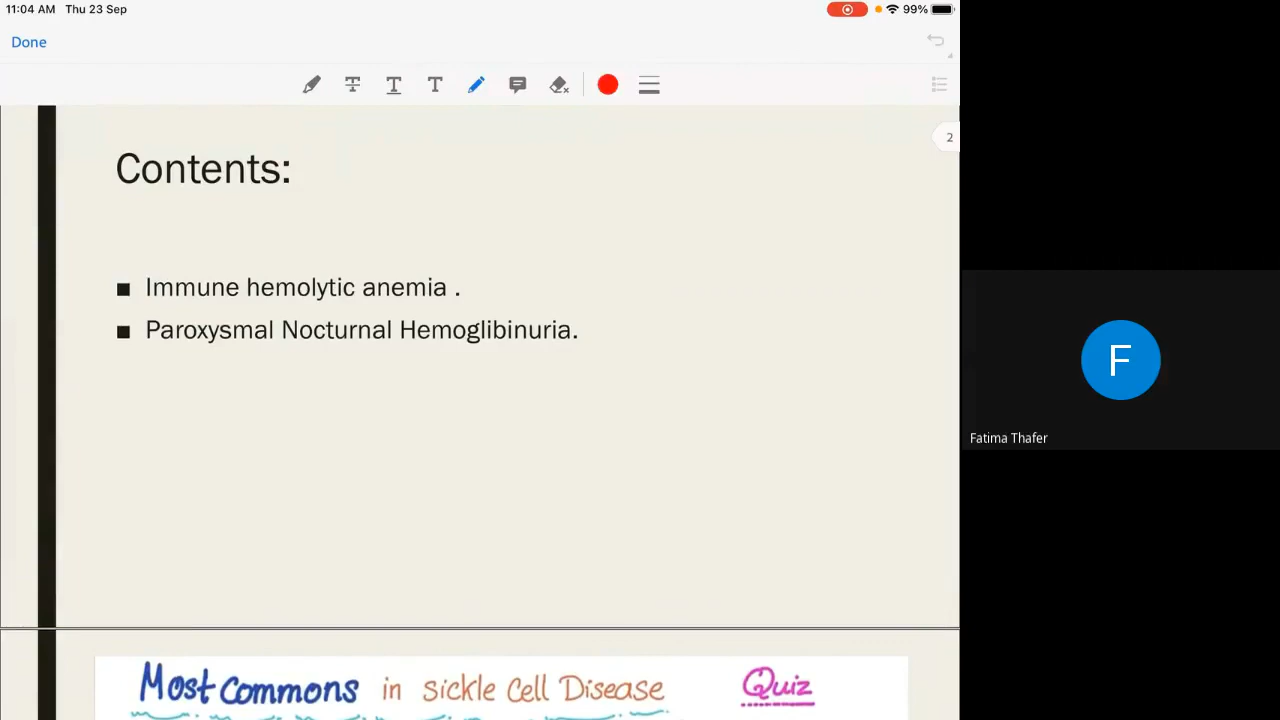 11:04 AM Thu 23 Sep 99%
Done
2
Contents:
■ Immune hemolytic anemia .
■ Paroxysmal Nocturnal Hemoglibinuria.
F
Fatima Thafer
Most Commons in sickle Cell Disease Quiz